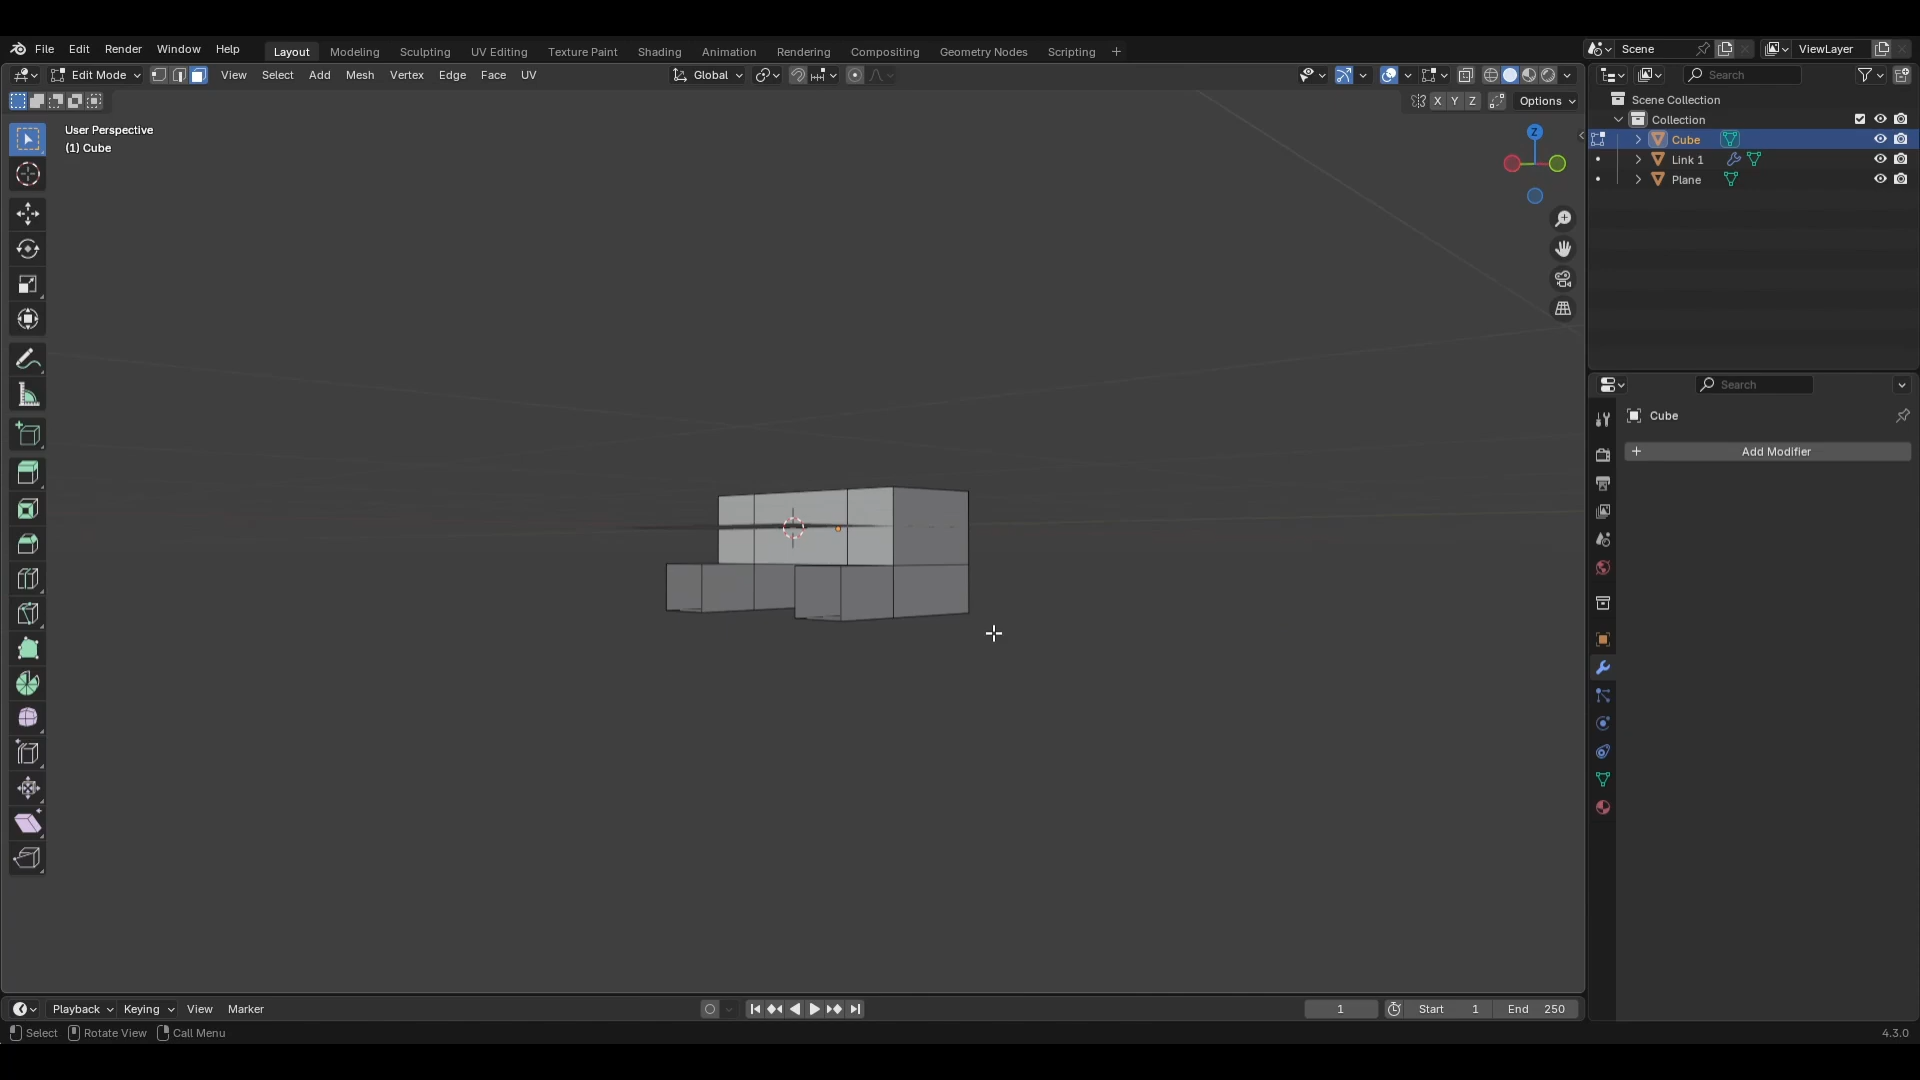 File Edit Render Window Help Layout Modeling Sculpting UV Editing Texture Paint Shading Animation Rendering Compositing Geometry Nodes Scripting + Scene ViewLayer
Edit Mode View Select Add Mesh Vertex Edge Face UV Global Search
X Y Z Options
User Perspective
(1) Cube
Z
Scene Collection
Collection
Cube
Link 1
Plane
Search
Cube
+ Add Modifier
Playback Keying View Marker 1 Start 1 End 250
Select Rotate View Call Menu 4.3.0